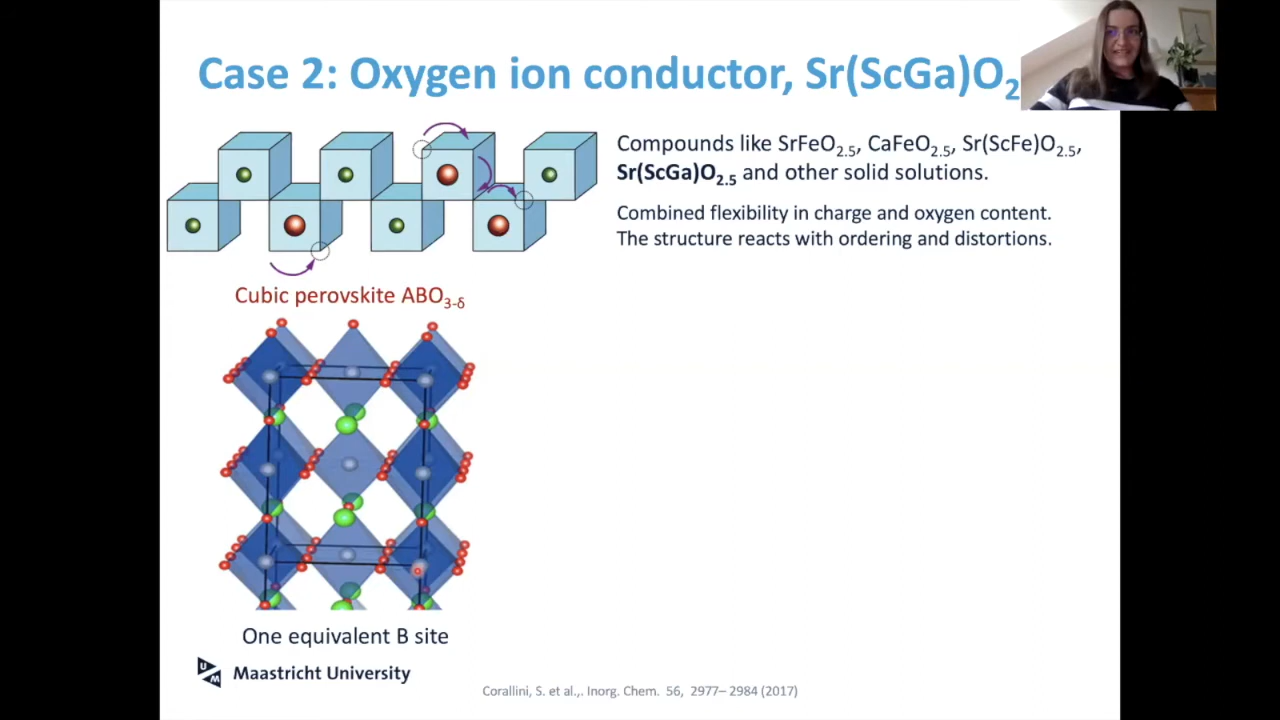 Case 2: Oxygen ion conductor, Sr(ScGa)O₂
Compounds like SrFeO₂.₅, CaFeO₂.₅, Sr(ScFe)O₂.₅,
Sr(ScGa)O₂.₅ and other solid solutions.
Combined flexibility in charge and oxygen content.
The structure reacts with ordering and distortions.
Cubic perovskite ABO₃₋δ
One equivalent B site
UM Maastricht University
Corallini, S. et al.,. Inorg. Chem. 56, 2977– 2984 (2017)